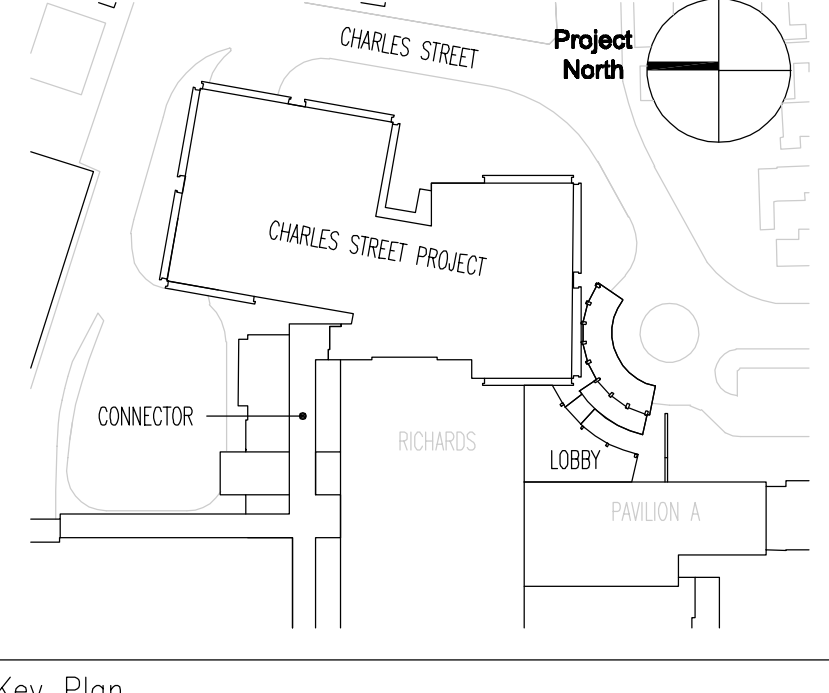 CHARLES STREET
Project
North
CHARLES STREET PROJECT
CONNECTOR
RICHARDS
LOBBY
PAVILION A
Key Plan